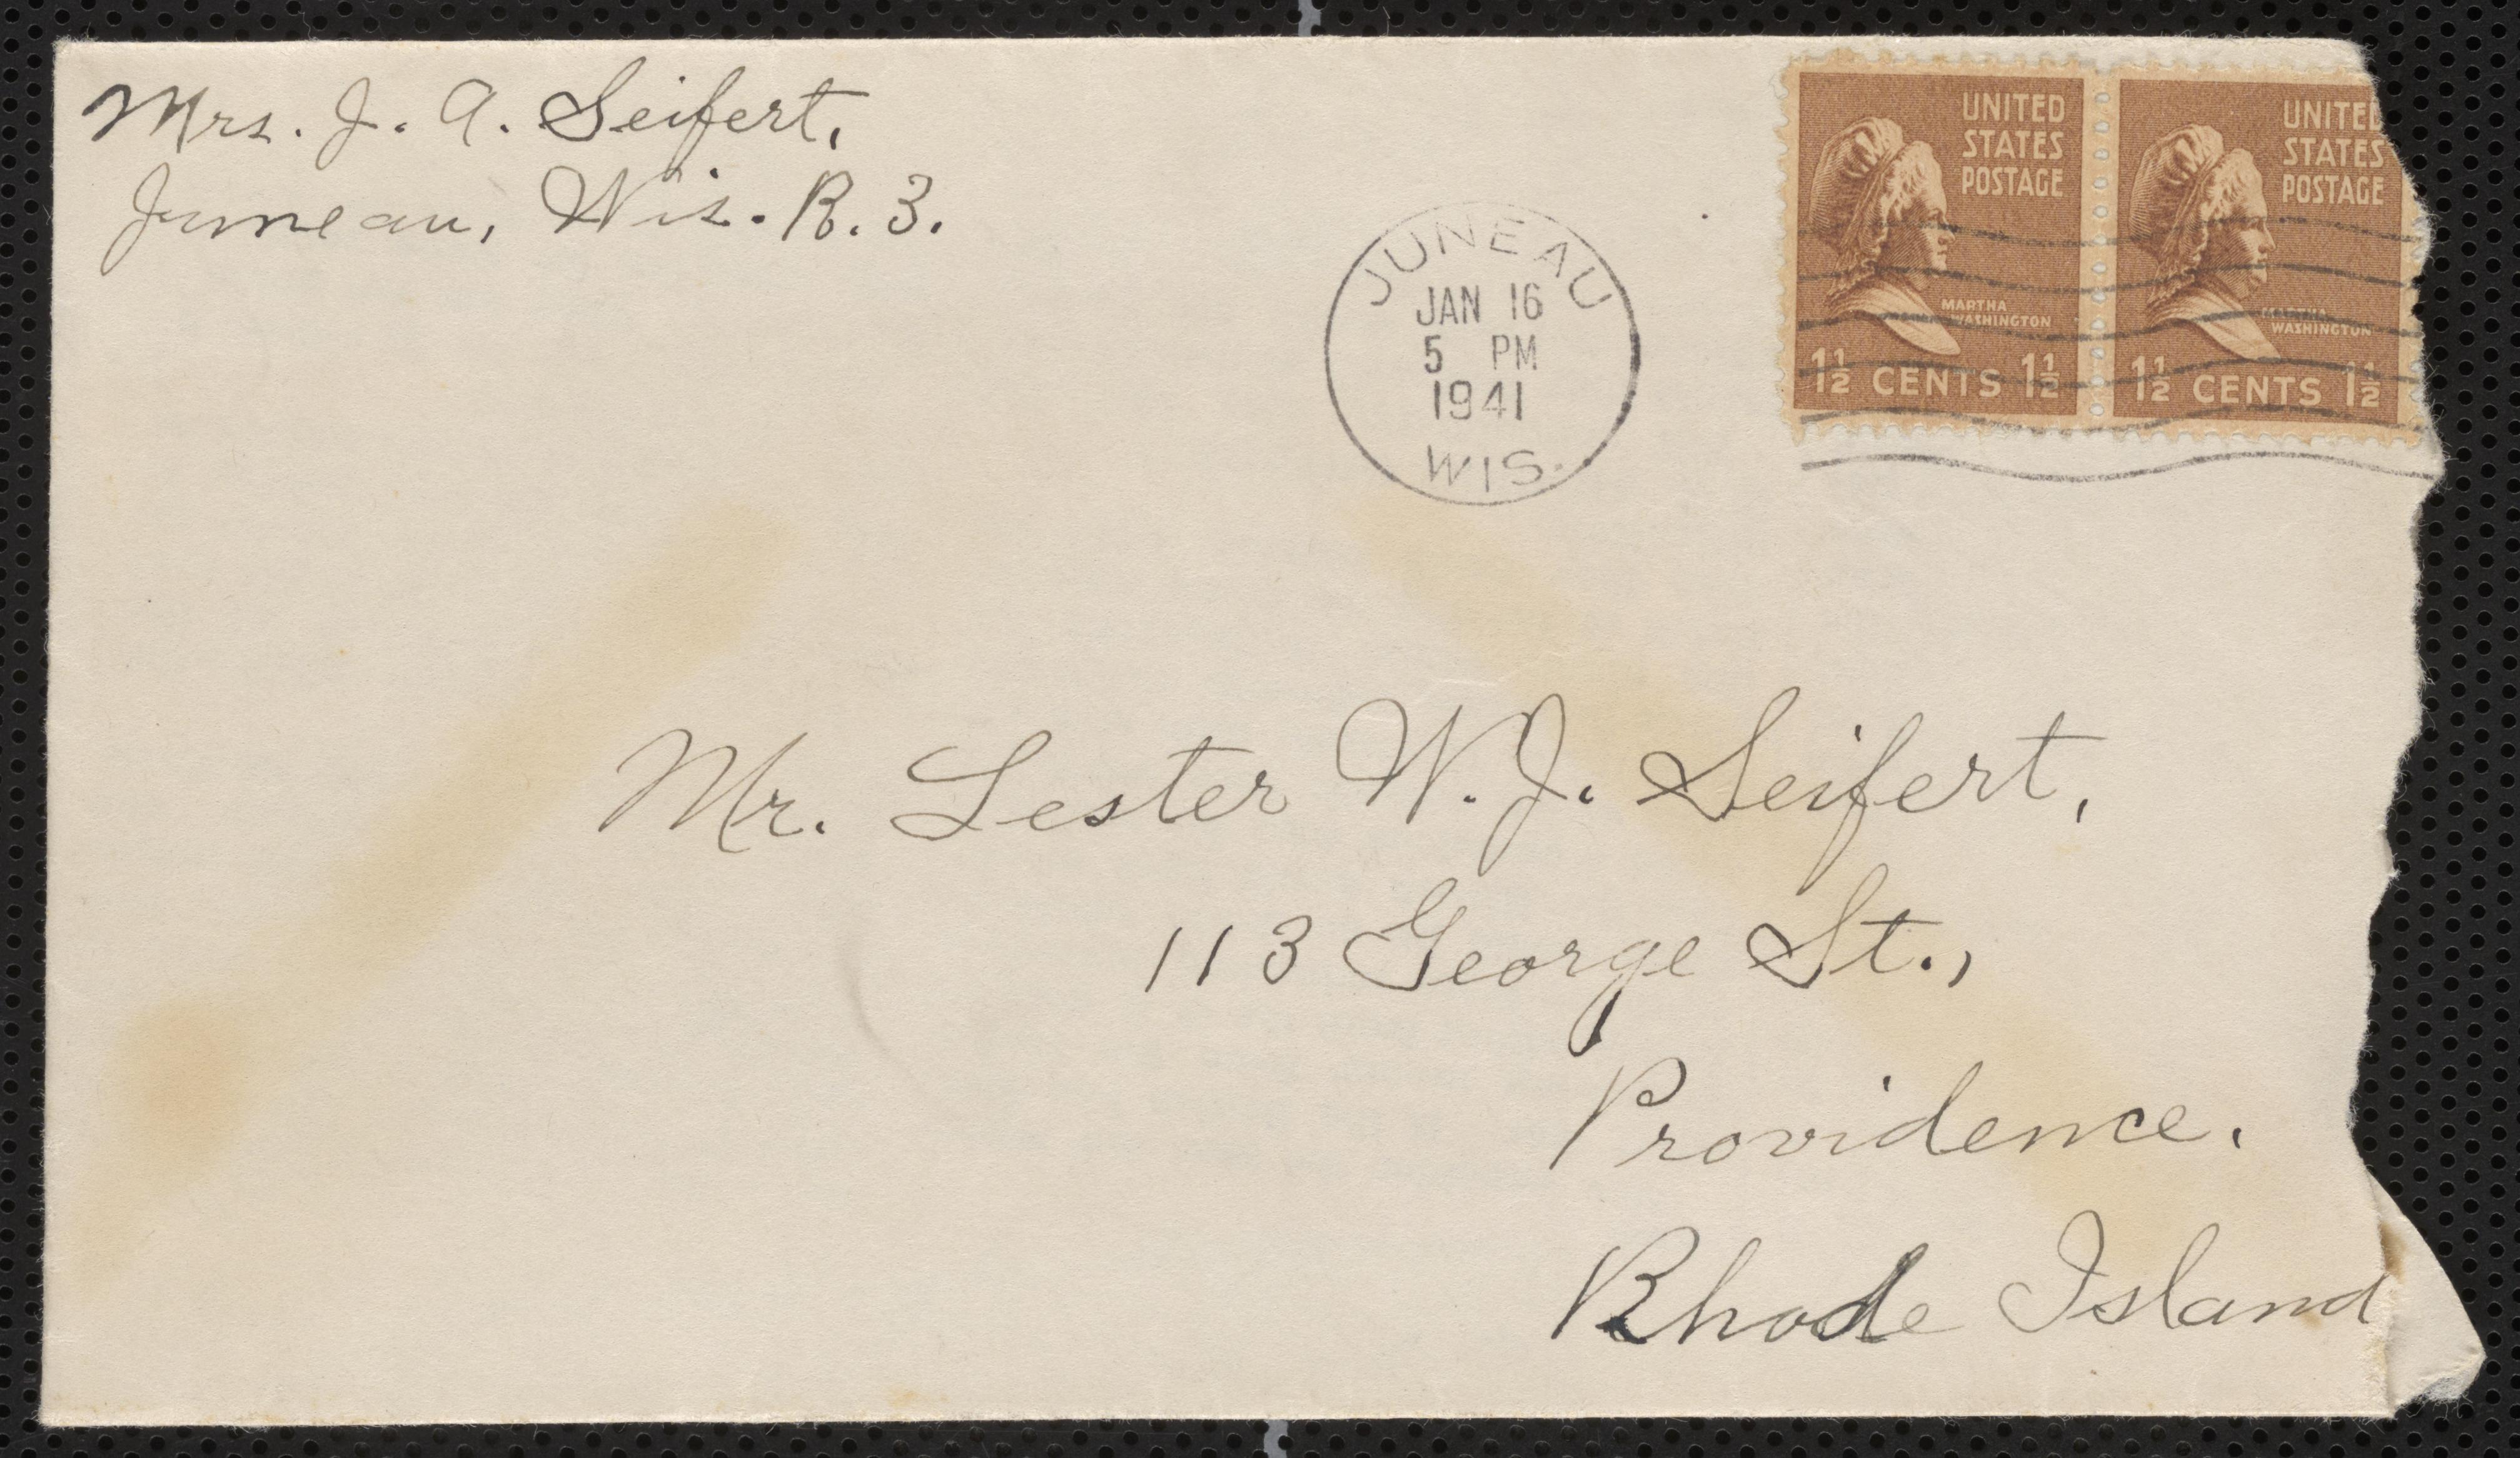 Mrs. J. A. Seifert,
Juneau, Wis. R. 3.
JUNEAU
JAN 16
5 PM
1941
WIS.
UNITED
STATES
POSTAGE
MARTHA
WASHINGTON
1½ CENTS 1½
UNITED
STATES
POSTAGE
MARTHA
WASHINGTON
1½ CENTS 1½
Mr. Lester W. J. Seifert,
113 George St.,
Providence.
Rhode Island